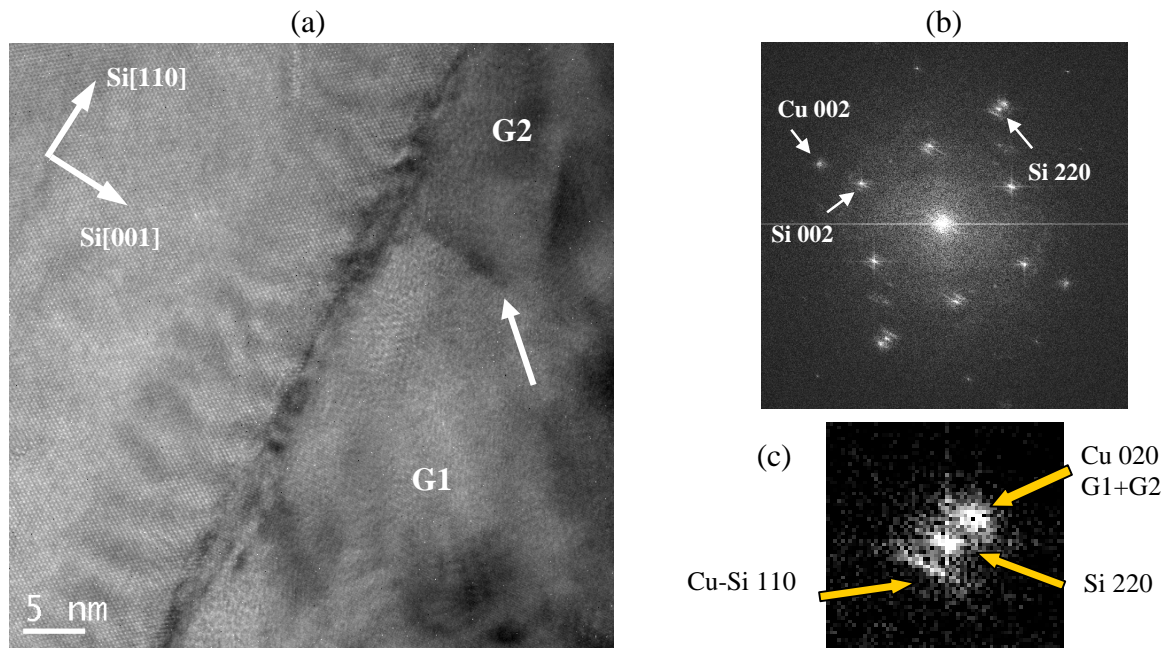 (a)
Si[110]
Si[001]
G2
G1
5 nm
(b)
Cu 002
Si 002
Si 220
(c)
Cu 020
G1+G2
Cu-Si 110
Si 220